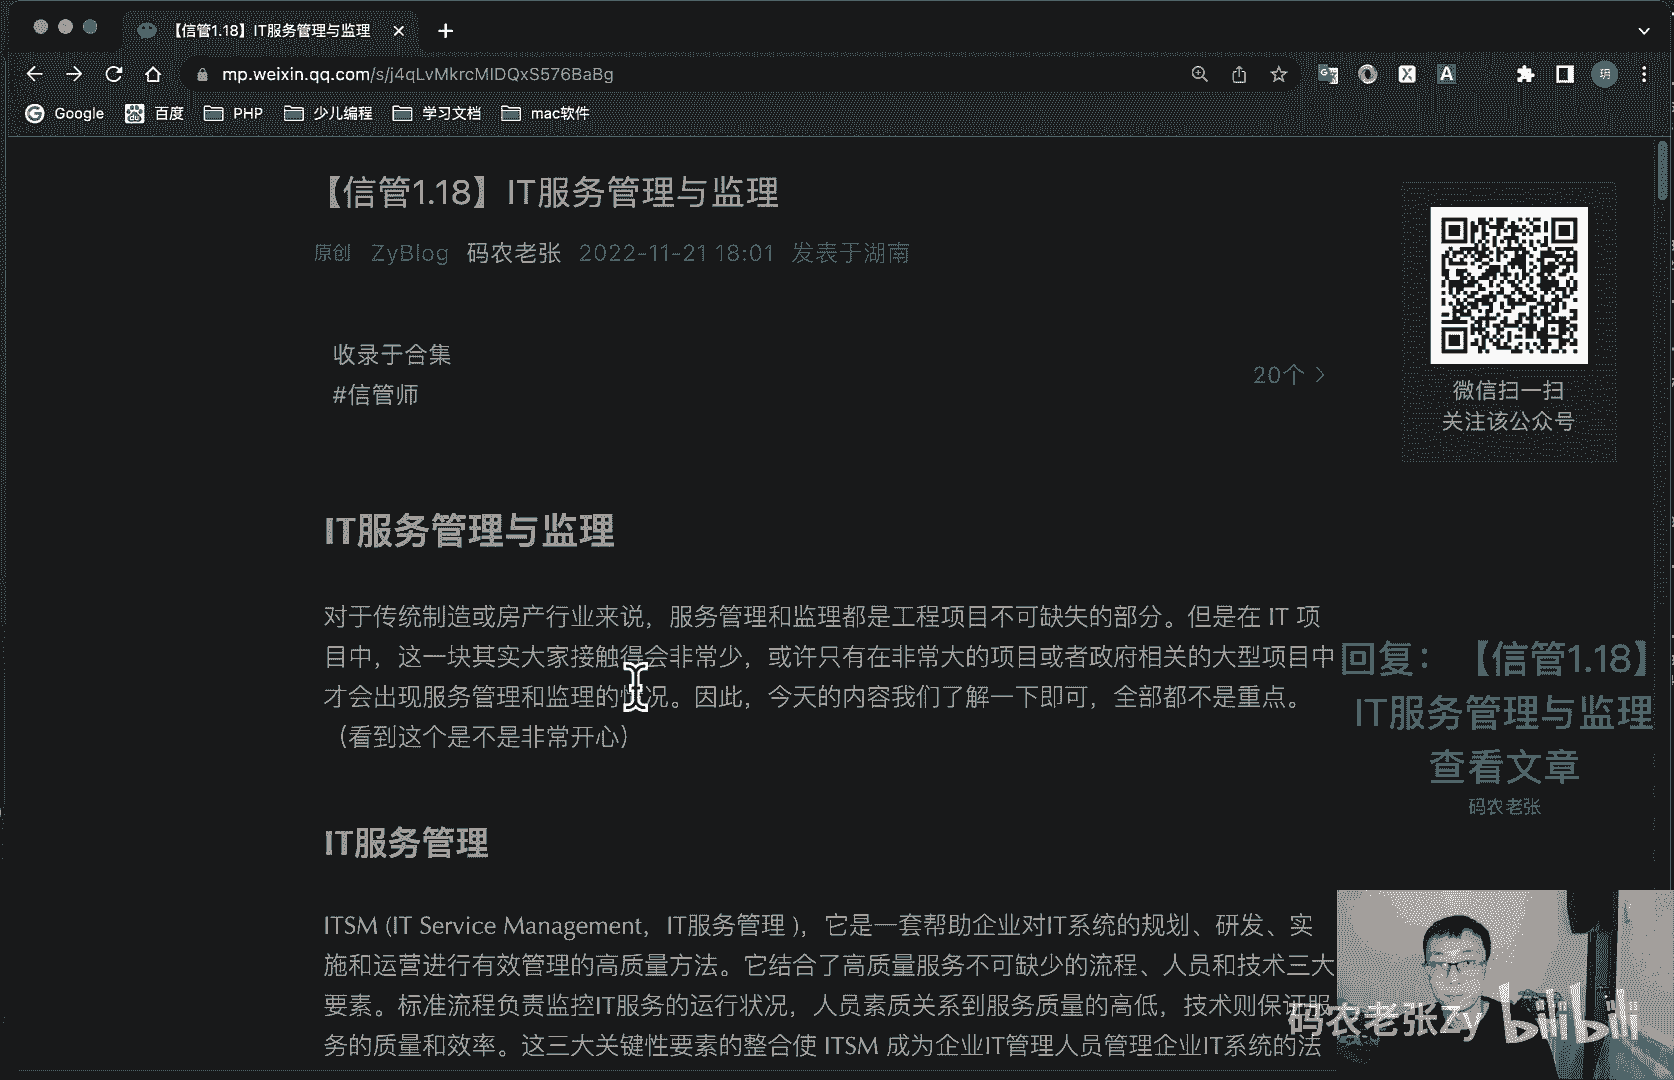 【信管1.18】IT服务管理与监理
mp.weixin.qq.com/s/j4qLvMkrcMIDQxS576BaBg
玥
Google 百度 PHP 少儿编程 学习文档 mac软件
【信管1.18】IT服务管理与监理
原创 ZyBlog 码农老张 2022-11-21 18:01 发表于湖南
收录于合集
#信管师
20个
微信扫一扫
关注该公众号
IT服务管理与监理
对于传统制造或房产行业来说，服务管理和监理都是工程项目不可缺失的部分。但是在 IT 项
目中，这一块其实大家接触得会非常少，或许只有在非常大的项目或者政府相关的大型项目中
才会出现服务管理和监理的情况。因此，今天的内容我们了解一下即可，全部都不是重点。
（看到这个是不是非常开心）
回复：【信管1.18】
IT服务管理与监理
查看文章
码农老张
IT服务管理
ITSM (IT Service Management，IT服务管理 )，它是一套帮助企业对IT系统的规划、研发、实
施和运营进行有效管理的高质量方法。它结合了高质量服务不可缺少的流程、人员和技术三大
要素。标准流程负责监控IT服务的运行状况，人员素质关系到服务质量的高低，技术则保证服
务的质量和效率。这三大关键性要素的整合使 ITSM 成为企业IT管理人员管理企业IT系统的法
码农老张Zy bilibili